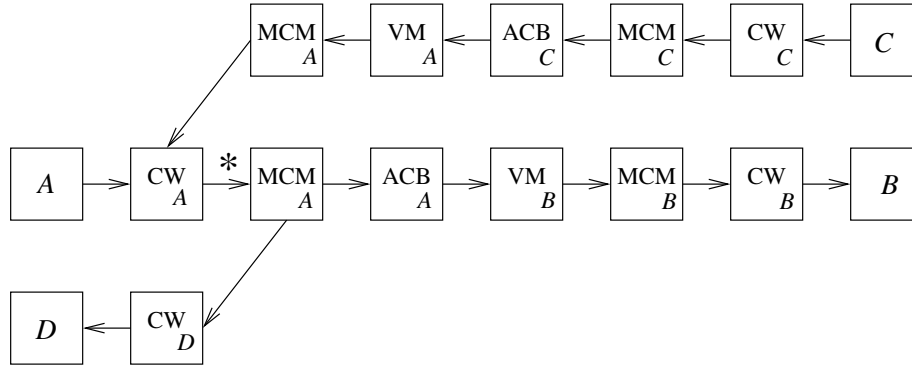 MCM A VM A ACB C MCM C CW C C
A CW A * MCM A ACB A VM B MCM B CW B B
D CW D